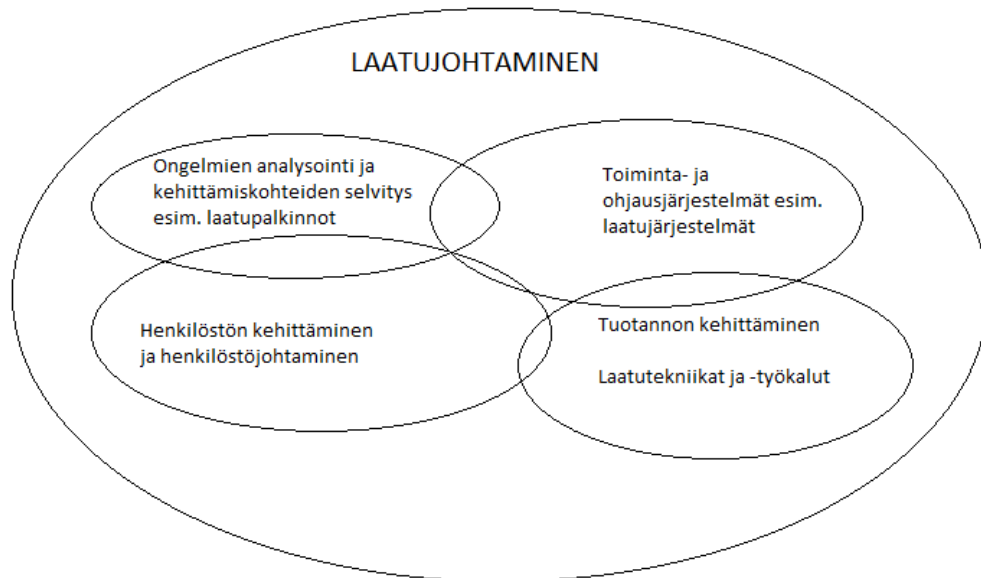 LAATUJOHTAMINEN
Ongelmien analysointi ja
kehittämiskohteiden selvitys
esim. laatupalkinnot
Toiminta- ja
ohjausjärjestelmät esim.
laatujärjestelmät
Henkilöstön kehittäminen
ja henkilöstöjohtaminen
Tuotannon kehittäminen
Laatutekniikat ja -työkalut